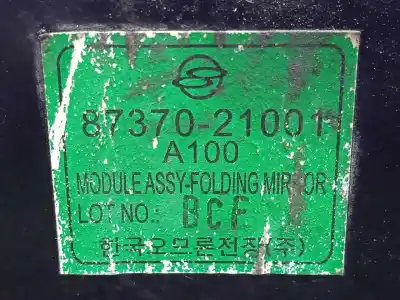 87370-21001
A100
MODULE ASSY-FOLDING MIRROR
LOT NO.: BCF
한국오므론전장(주)